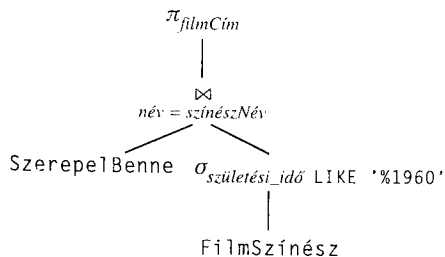 π filmCím
⋈
név = színészNév
SzerepelBenne σ születési_idő LIKE '%1960'
FilmSzínész